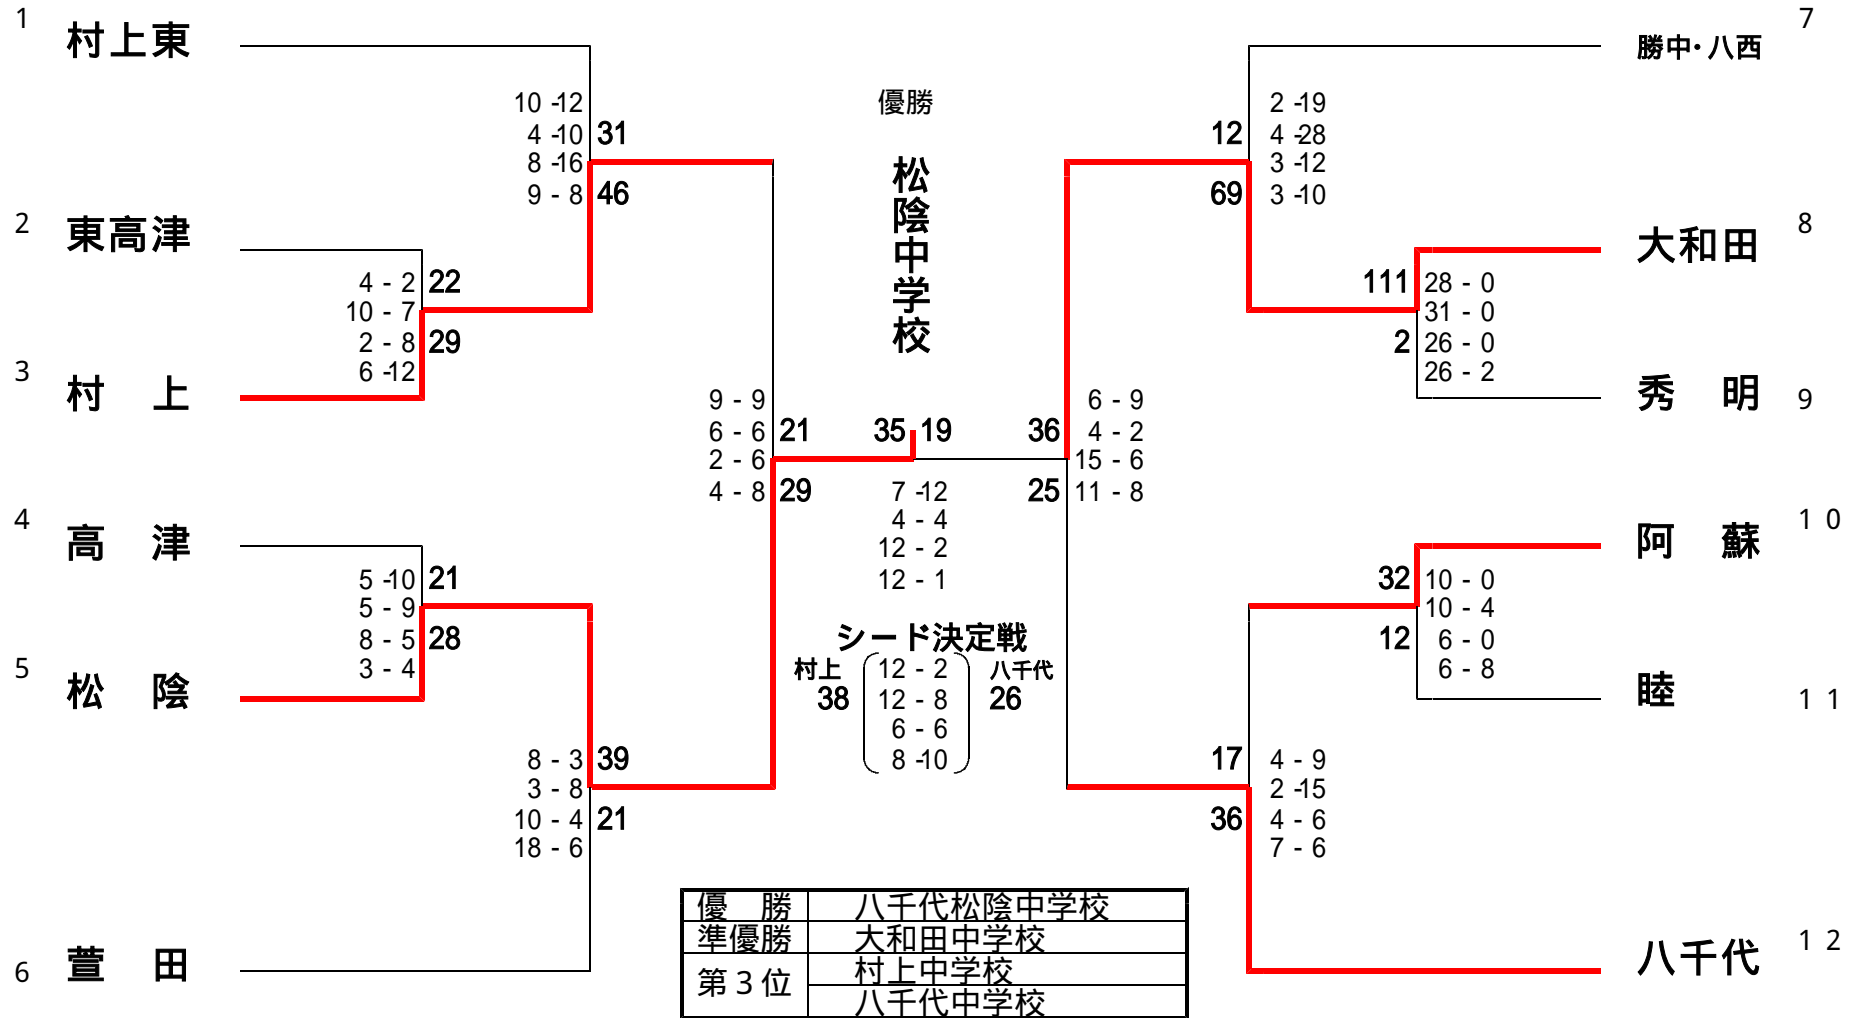 1
村上東
7
勝中・八西
優勝
松陰中学校
10 -12
4 -10
8 -16
9 - 8
31
46
12
69
2 -19
4 -28
3 -12
3 -10
2
東高津
8
大和田
4 - 2
10 - 7
2 - 8
6 -12
22
29
111
2
28 - 0
31 - 0
26 - 0
26 - 2
3
村 上
秀 明
9
9 - 9
6 - 6
2 - 6
4 - 8
21
29
35
19
36
25
6 - 9
4 - 2
15 - 6
11 - 8
7 -12
4 - 4
12 - 2
12 - 1
4
高 津
阿 蘇
10
5 -10
5 - 9
8 - 5
3 - 4
21
28
32
12
10 - 0
10 - 4
6 - 0
6 - 8
シード決定戦
村上
38
12 - 2
12 - 8
6 - 6
8 -10
八千代
26
5
松 陰
睦
11
8 - 3
3 - 8
10 - 4
18 - 6
39
21
17
36
4 - 9
2 -15
4 - 6
7 - 6
6
萱 田
八千代
12
優 勝 八千代松陰中学校
準優勝 大和田中学校
第3位 村上中学校
八千代中学校